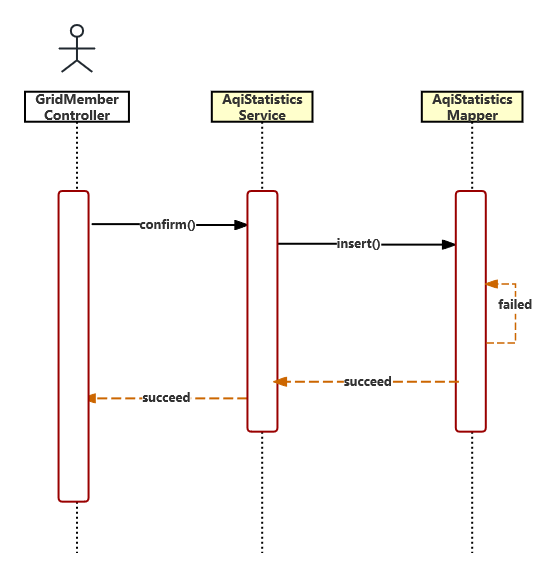 GridMember
Controller
AqiStatistics
Service
AqiStatistics
Mapper
confirm()
insert()
failed
succeed
succeed